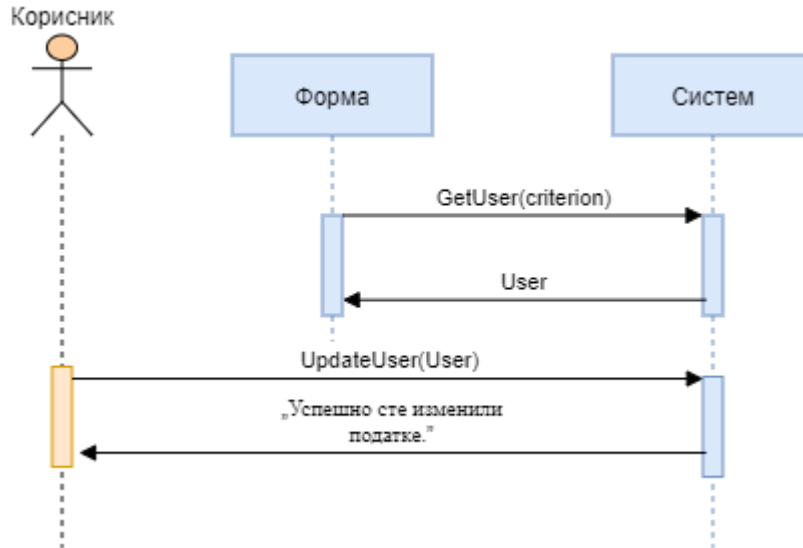 Корисник
Форма
Систем
GetUser(criterion)
User
UpdateUser(User)
„Успешно сте изменили
податке.”